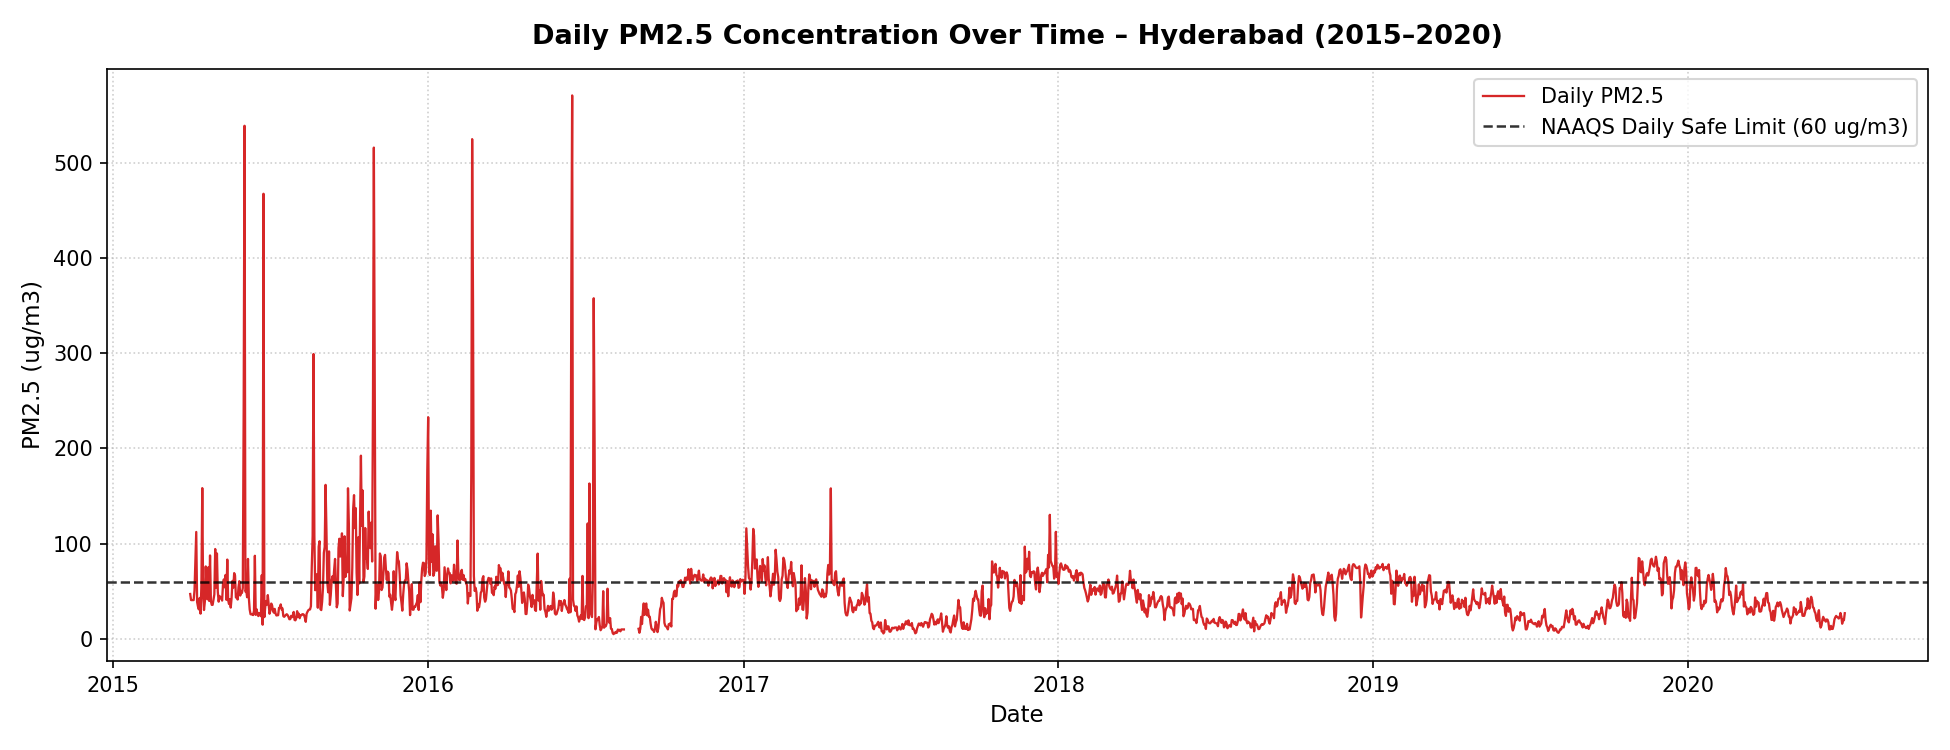 Daily PM2.5 Concentration Over Time – Hyderabad (2015–2020)
Daily PM2.5
NAAQS Daily Safe Limit (60 ug/m3)
PM2.5 (ug/m3)
500
400
300
200
100
0
2015 2016 2017 2018 2019 2020
Date